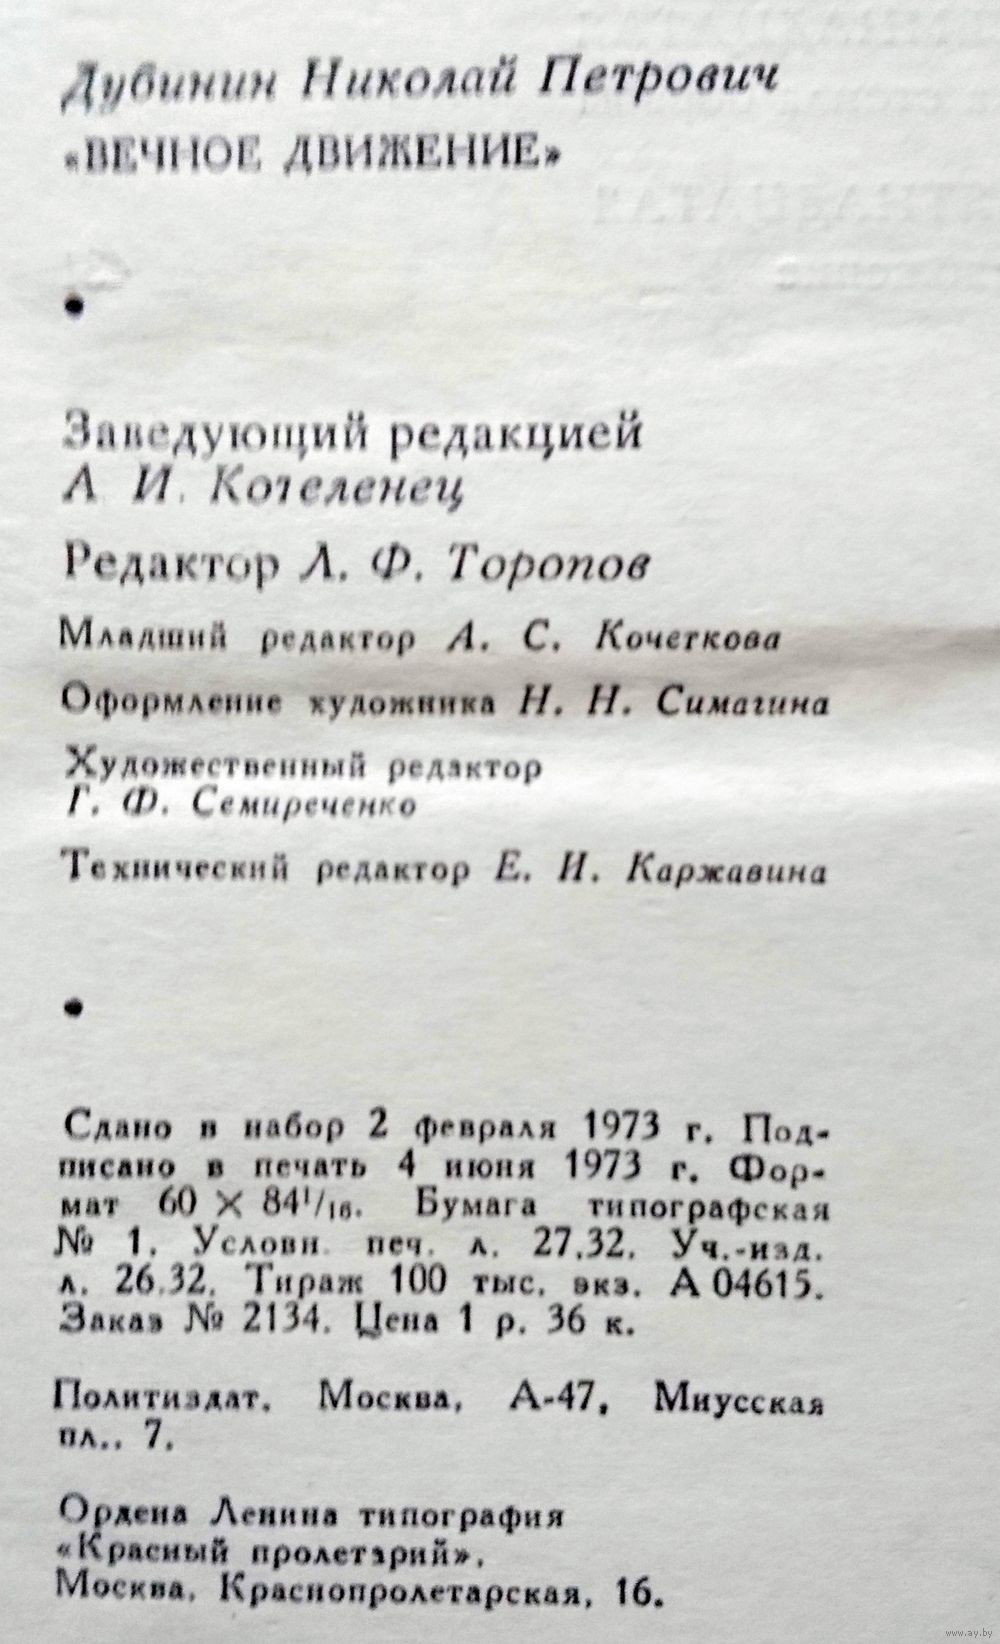 Дубинин Николай Петрович
«ВЕЧНОЕ ДВИЖЕНИЕ»
•
Заведующий редакцией
А. И. Котеленец
Редактор Л. Ф. Торопов
Младший редактор А. С. Кочеткова
Оформление художника Н. Н. Симагина
Художественный редактор
Г. Ф. Семиреченко
Технический редактор Е. И. Каржавина
•
Сдано в набор 2 февраля 1973 г. Под-
писано в печать 4 июня 1973 г. Фор-
мат 60 × 84¹/₁₆. Бумага типографская
№ 1. Условн. печ. л. 27,32. Уч.-изд.
л. 26,32. Тираж 100 тыс. экз. А 04615.
Заказ № 2134. Цена 1 р. 36 к.
Политиздат. Москва, А-47, Миусская
пл., 7.
Ордена Ленина типография
«Красный пролетарий».
Москва, Краснопролетарская, 16.
www.ay.by